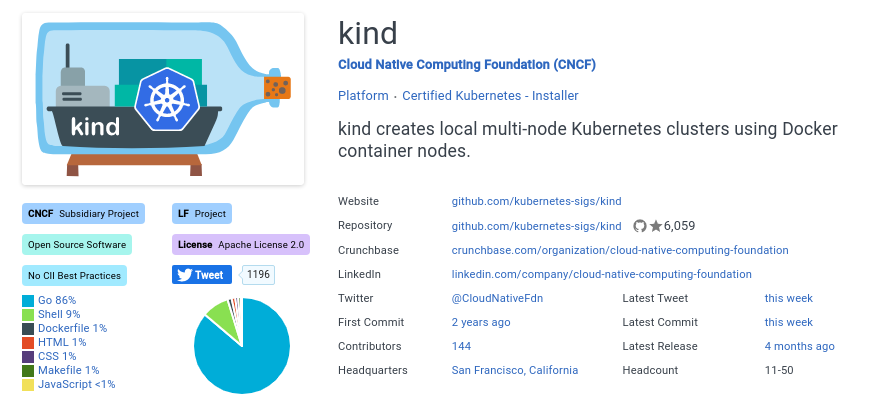 kind
CNCF Subsidiary Project
LF Project
Open Source Software
License Apache License 2.0
No CII Best Practices
Tweet 1196
Go 86%
Shell 9%
Dockerfile 1%
HTML 1%
CSS 1%
Makefile 1%
JavaScript <1%
kind
Cloud Native Computing Foundation (CNCF)
Platform · Certified Kubernetes - Installer
kind creates local multi-node Kubernetes clusters using Docker
container nodes.
Website github.com/kubernetes-sigs/kind
Repository github.com/kubernetes-sigs/kind 6,059
Crunchbase crunchbase.com/organization/cloud-native-computing-foundation
LinkedIn linkedin.com/company/cloud-native-computing-foundation
Twitter @CloudNativeFdn Latest Tweet this week
First Commit 2 years ago Latest Commit this week
Contributors 144 Latest Release 4 months ago
Headquarters San Francisco, California Headcount 11-50